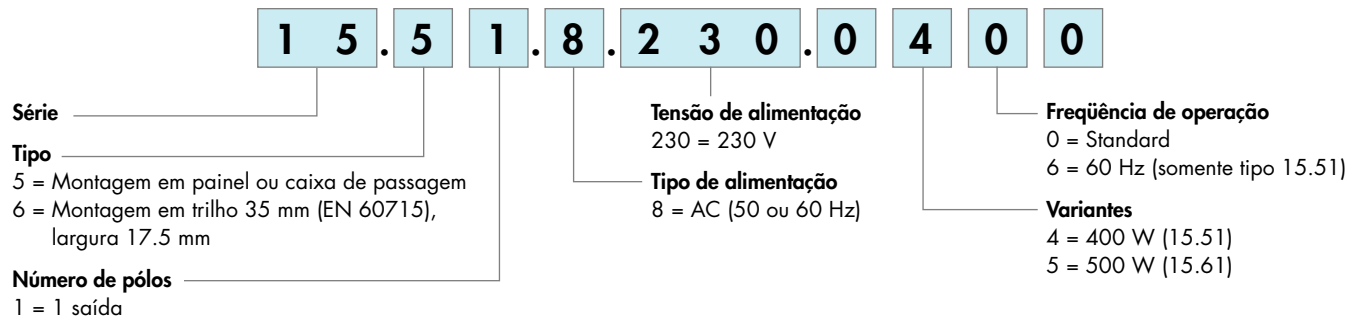 1 5.5 1.8.2 3 0.0 4 0 0
Série
Tipo
5 = Montagem em painel ou caixa de passagem
6 = Montagem em trilho 35 mm (EN 60715),
largura 17.5 mm
Número de pólos
1 = 1 saída
Tensão de alimentação
230 = 230 V
Tipo de alimentação
8 = AC (50 ou 60 Hz)
Freqüência de operação
0 = Standard
6 = 60 Hz (somente tipo 15.51)
Variantes
4 = 400 W (15.51)
5 = 500 W (15.61)